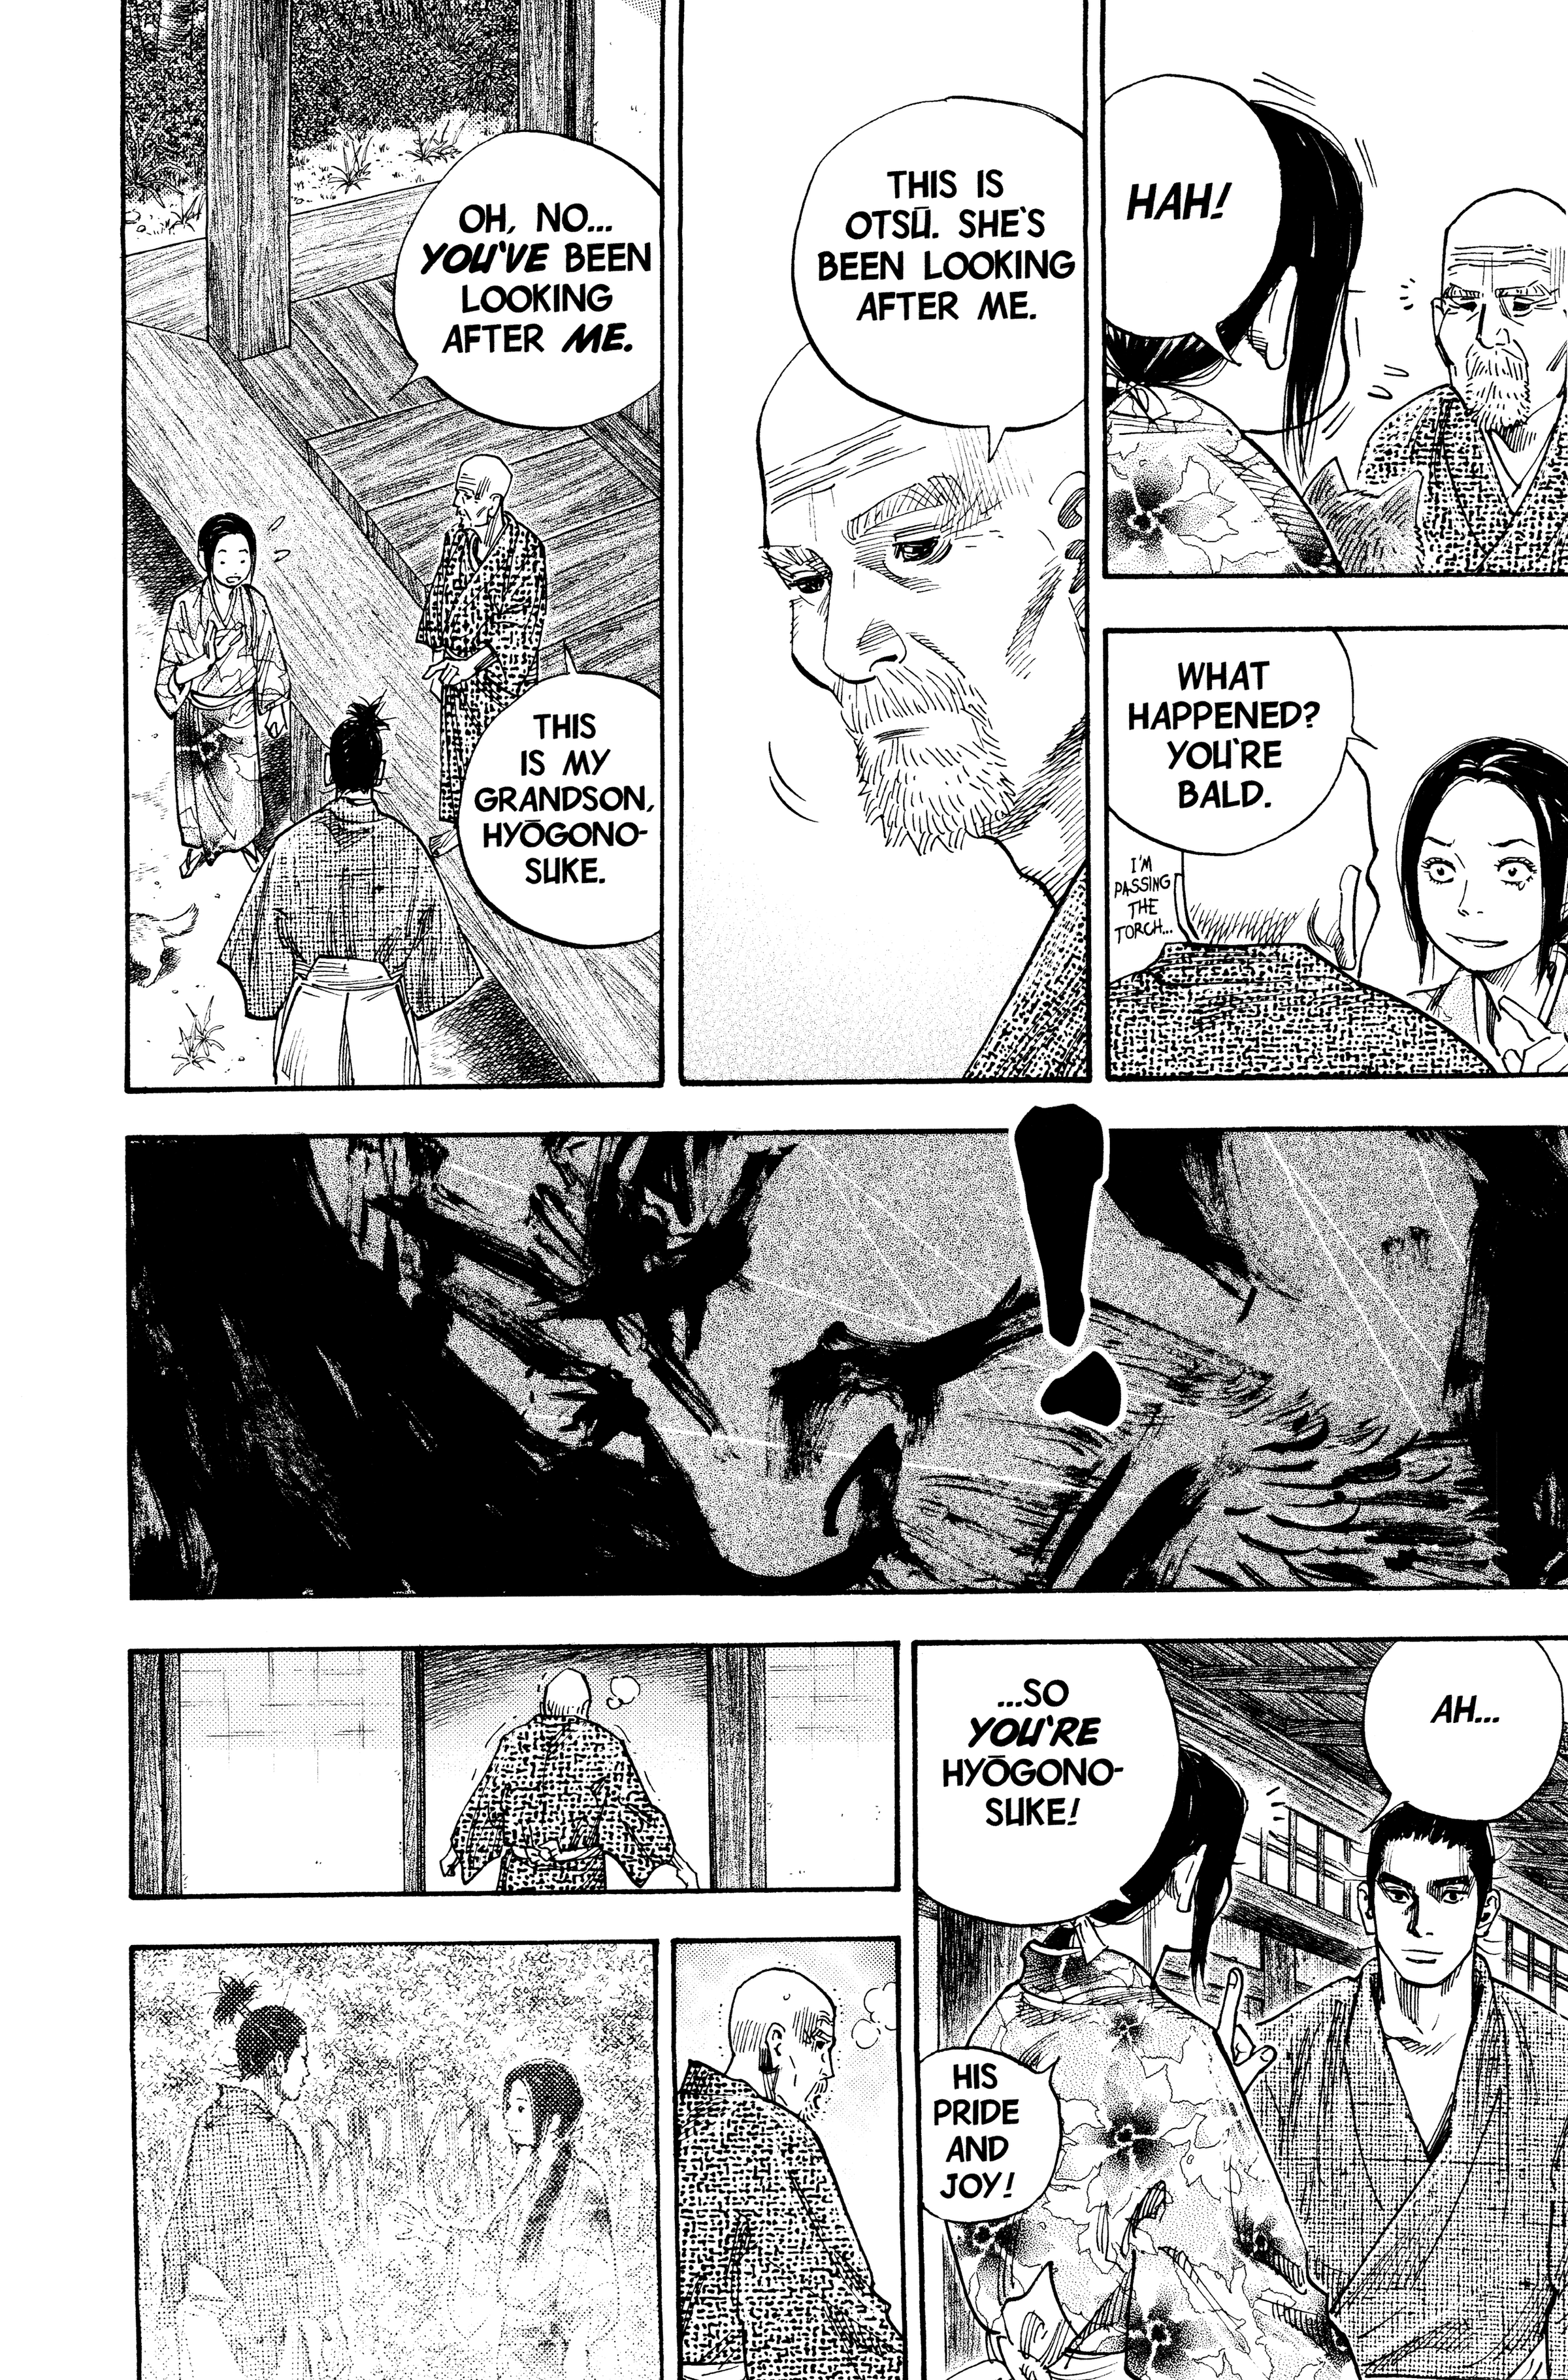 HAH!
WHAT
HAPPENED?
YOU'RE
BALD.
I'M
PASSING
THE
TORCH...
THIS IS
OTSŪ. SHE'S
BEEN LOOKING
AFTER ME.
OH, NO...
YOU'VE BEEN
LOOKING
AFTER ME.
THIS
IS MY
GRANDSON,
HYŌGONO-
SUKE.
!
AH...
...SO
YOU'RE
HYŌGONO-
SUKE!
HIS
PRIDE
AND
JOY!